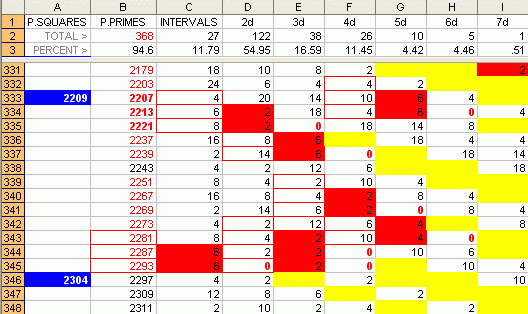 A B C D E F G H I
1 P.SQUARES P.PRIMES INTERVALS 2d 3d 4d 5d 6d 7d
2 TOTAL > 368 27 122 38 26 10 5 1
3 PERCENT > 94.6 11.79 54.95 16.59 11.45 4.42 4.46 .51
331 2179 18 10 8 2 2
332 2203 24 6 4 4 2
333 2209 2207 4 20 14 10 6 4
334 2213 6 2 18 4 6 0 4
335 2221 8 2 0 18 14 8
336 2237 16 8 6 18 4 4
337 2239 2 14 6 0 18 14
338 2243 4 2 12 6 18
339 2251 8 4 2 10 4
340 2267 16 8 4 2 8 4
341 2269 2 14 6 2 0 8 4
342 2273 4 2 12 6 4 8
343 2281 8 4 2 10 4 0
344 2287 6 2 2 0 10 6
345 2293 6 0 2 0 10 4
346 2304 2297 4 2 2 10
347 2309 12 8 6 2
348 2311 2 10 2 4 2